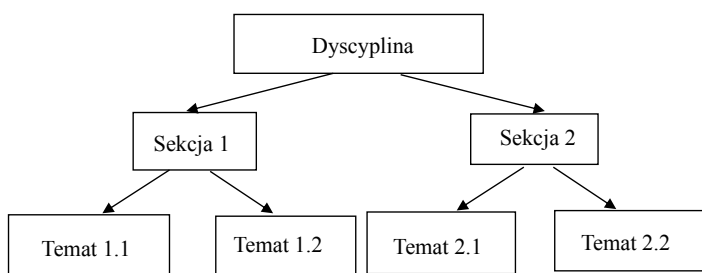 Dyscyplina
Sekcja 1
Sekcja 2
Temat 1.1
Temat 1.2
Temat 2.1
Temat 2.2